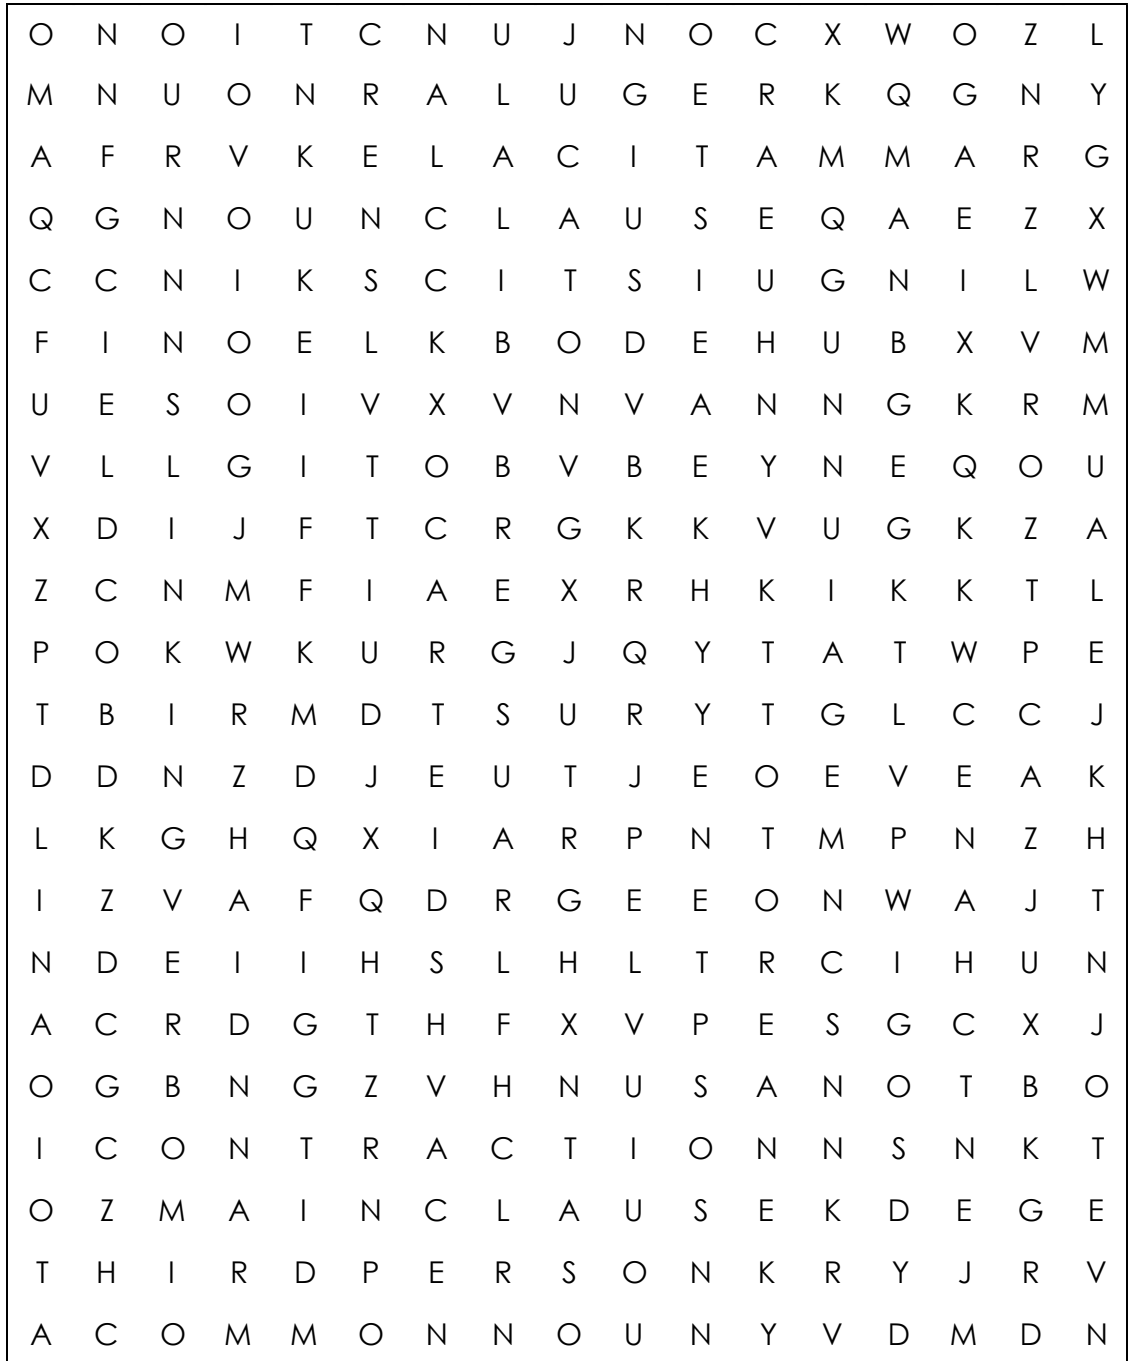 O N O I T C N U J N O C X W O Z L
M N U O N R A L U G E R K Q G N Y
A F R V K E L A C I T A M M A R G
Q G N O U N C L A U S E Q A E Z X
C C N I K S C I T S I U G N I L W
F I N O E L K B O D E H U B X V M
U E S O I V X V N V A N N G K R M
V L L G I T O B V B E Y N E Q O U
X D I J F T C R G K K V U G K Z A
Z C N M F I A E X R H K I K K T L
P O K W K U R G J Q Y T A T W P E
T B I R M D T S U R Y T G L C C J
D D N Z D J E U T J E O E V E A K
L K G H Q X I A R P N T M P N Z H
I Z V A F Q D R G E E O N W A J T
N D E I I H S L H L T R C I H U N
A C R D G T H F X V P E S G C X J
O G B N G Z V H N U S A N O T B O
I C O N T R A C T I O N N S N K T
O Z M A I N C L A U S E K D E G E
T H I R D P E R S O N K R Y J R V
A C O M M O N N O U N Y V D M D N